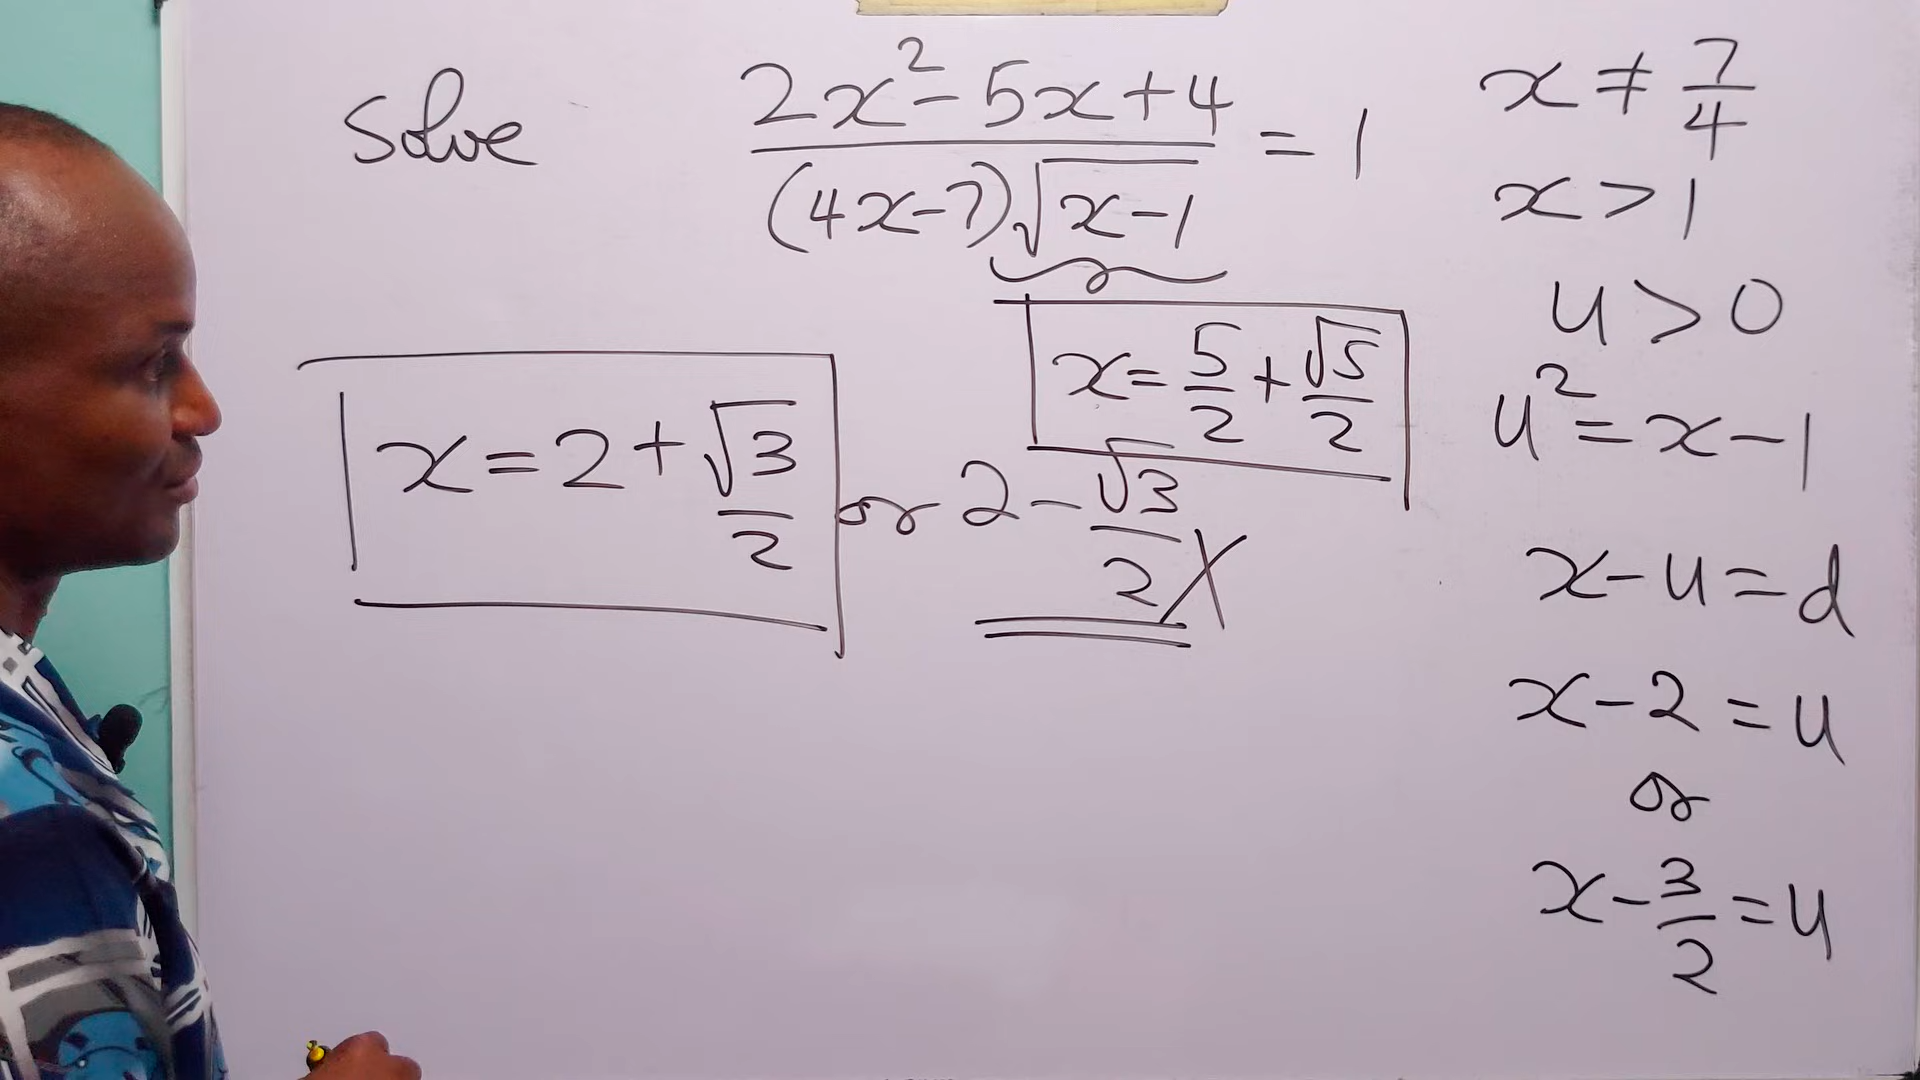 Solve (2x² - 5x + 4) / ((4x-7)√(x-1)) = 1
x = 5/2 + √5/2
x = 2 + √3/2 or 2 - √3/2 X
x ≠ 7/4
x > 1
u > 0
u² = x - 1
x - u = d
x - 2 = u
or
x - 3/2 = u